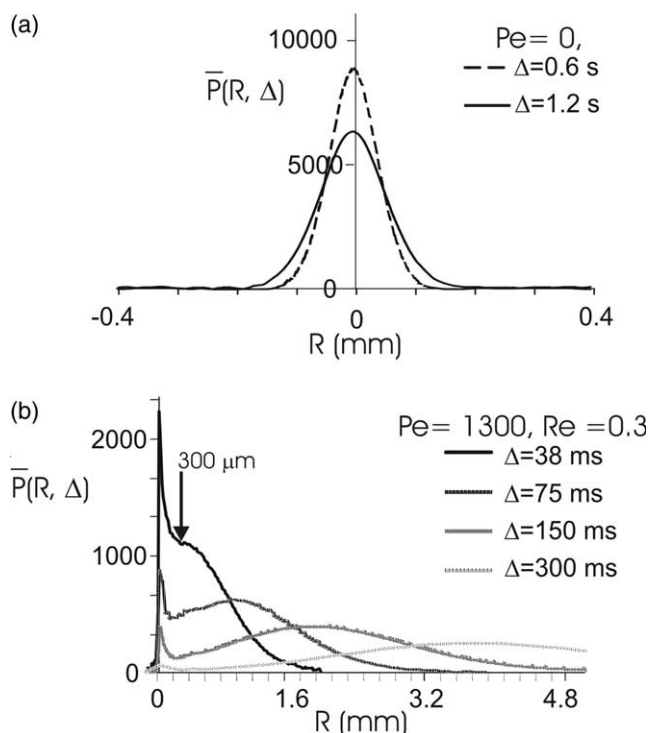 (a)
10000
P̅(R, Δ)
Pe= 0,
Δ=0.6 s
Δ=1.2 s
5000
0
-0.4
0
0.4
R (mm)
(b)
2000
P̅(R, Δ)
1000
0
300 μm
Pe= 1300, Re =0.3
Δ=38 ms
Δ=75 ms
Δ=150 ms
Δ=300 ms
0
1.6
3.2
4.8
R (mm)